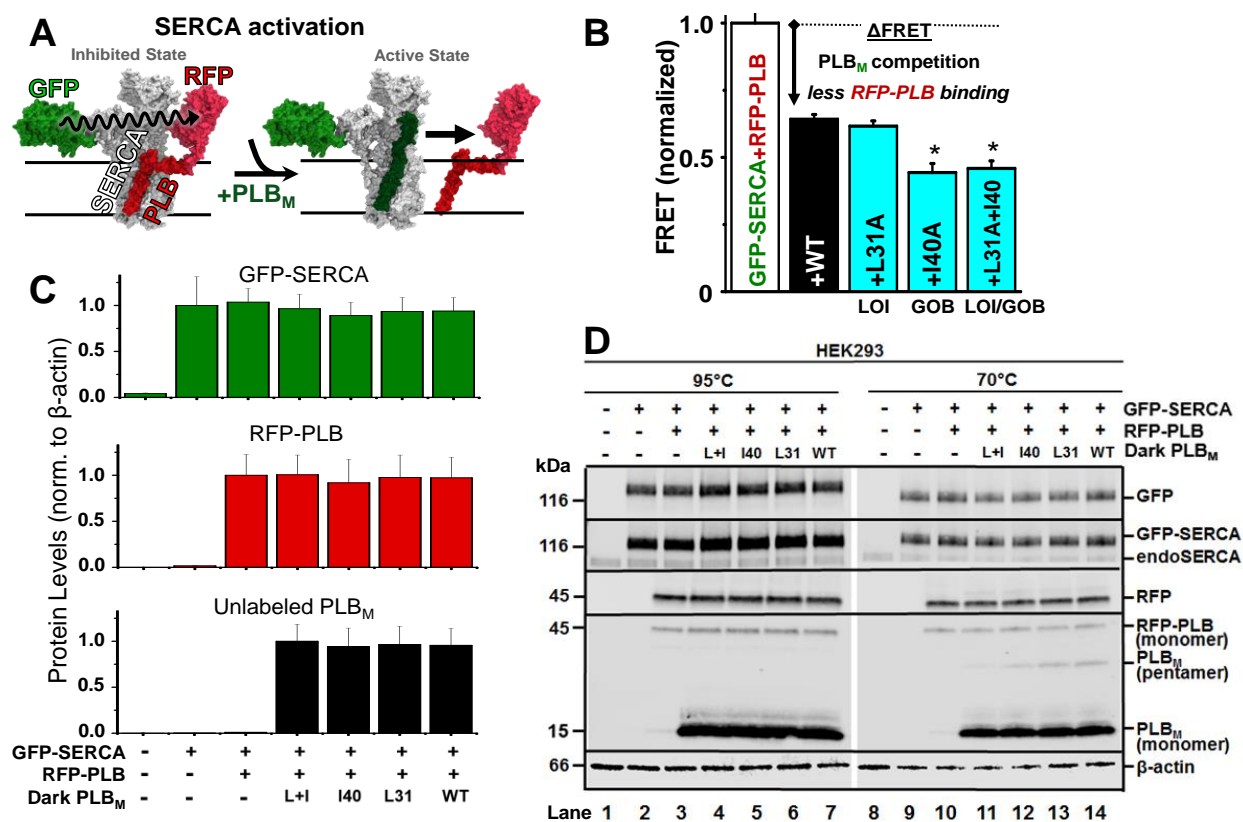 A
SERCA activation
Inhibited State
Active State
GFP
RFP
SERCA
PLB
+PLBM
B
FRET (normalized)
1.0
0.5
0
ΔFRET
PLBM competition
less RFP-PLB binding
*
*
GFP-SERCA+RFP-PLB
+WT
+L31A
+I40A
+L31A+I40
LOI
GOB
LOI/GOB
C
Protein Levels (norm. to β-actin)
GFP-SERCA
1.0
0.5
1.0
RFP-PLB
1.0
0.5
0.0
Unlabeled PLBM
1.0
0.5
1.0
GFP-SERCA - + + + + + +
RFP-PLB - - + + + + +
Dark PLBM - - - L+I I40 L31 WT
D
HEK293
95°C
70°C
- + + + + + + - + + + + + + GFP-SERCA
- - + + + + + - - + + + + + RFP-PLB
- - - L+I I40 L31 WT - - - L+I I40 L31 WT Dark PLBM
kDa
116
GFP
116
GFP-SERCA
endoSERCA
45
RFP
45
RFP-PLB
(monomer)
PLBM
(pentamer)
15
PLBM
(monomer)
66
β-actin
Lane 1 2 3 4 5 6 7 8 9 10 11 12 13 14